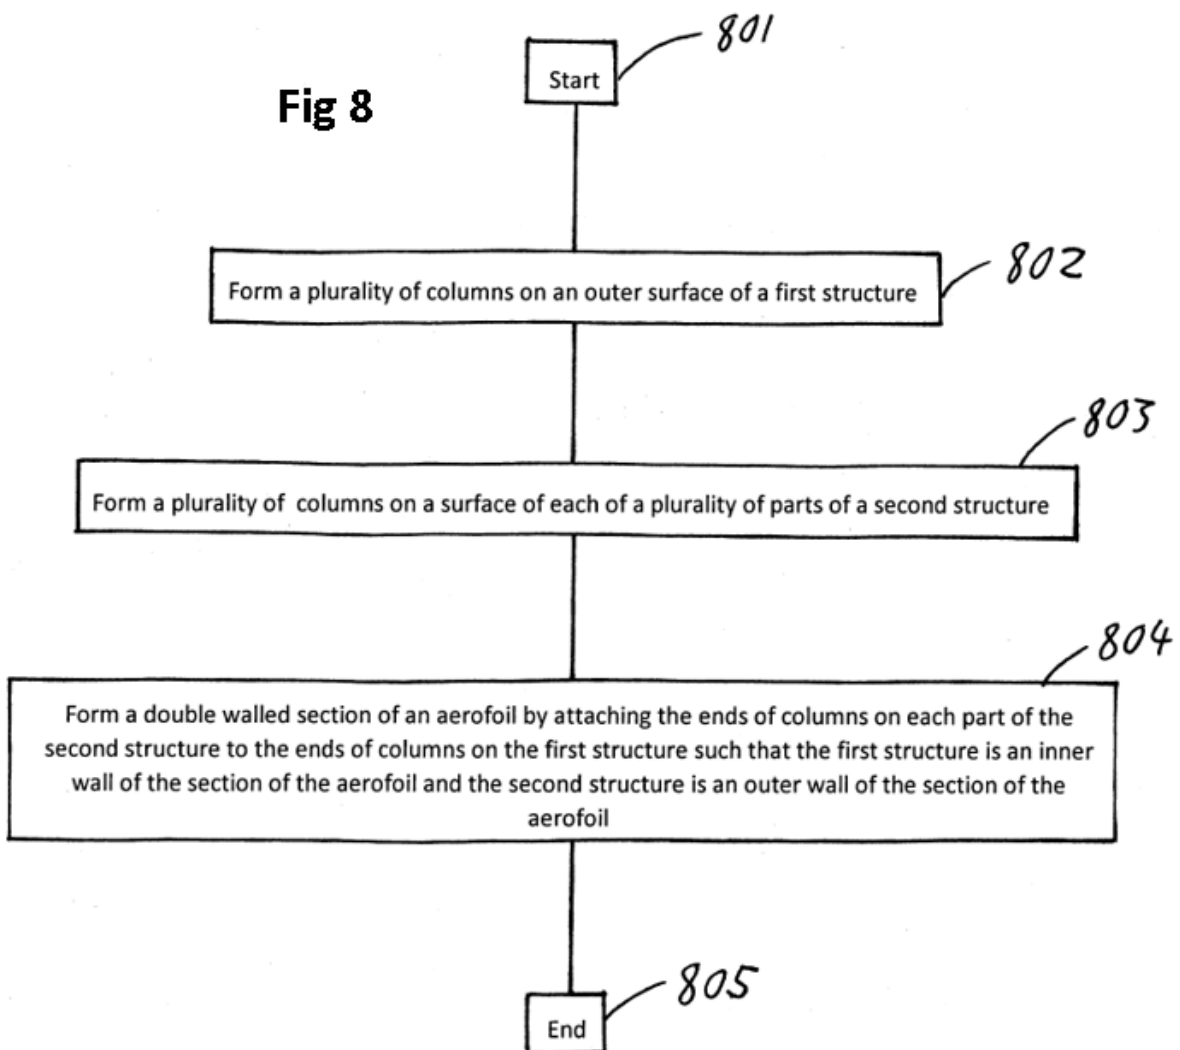 801
Start
Fig 8
802
Form a plurality of columns on an outer surface of a first structure
803
Form a plurality of columns on a surface of each of a plurality of parts of a second structure
804
Form a double walled section of an aerofoil by attaching the ends of columns on each part of the
second structure to the ends of columns on the first structure such that the first structure is an inner
wall of the section of the aerofoil and the second structure is an outer wall of the section of the
aerofoil
805
End